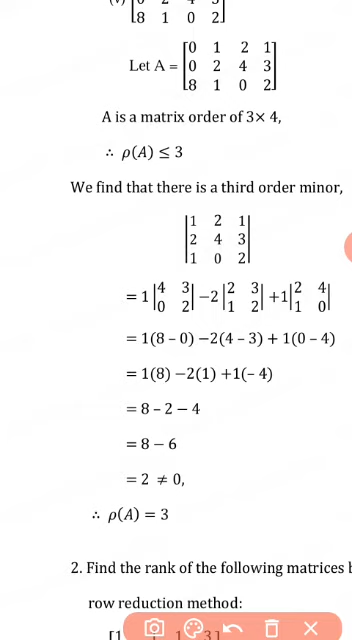 8 1 0 2
Let A = [0 1 2 1
0 2 4 3
8 1 0 2]
A is a matrix order of 3× 4,
∴ ρ(A) ≤ 3
We find that there is a third order minor,
|1 2 1|
|2 4 3|
|1 0 2|
= 1 |4 3; 0 2| −2 |2 3; 1 2| +1 |2 4; 1 0|
= 1(8 – 0) −2(4 – 3) + 1(0 – 4)
= 1(8) −2(1) +1(– 4)
= 8 – 2 – 4
= 8 – 6
= 2 ≠ 0,
∴ ρ(A) = 3
2. Find the rank of the following matrices
row reduction method: